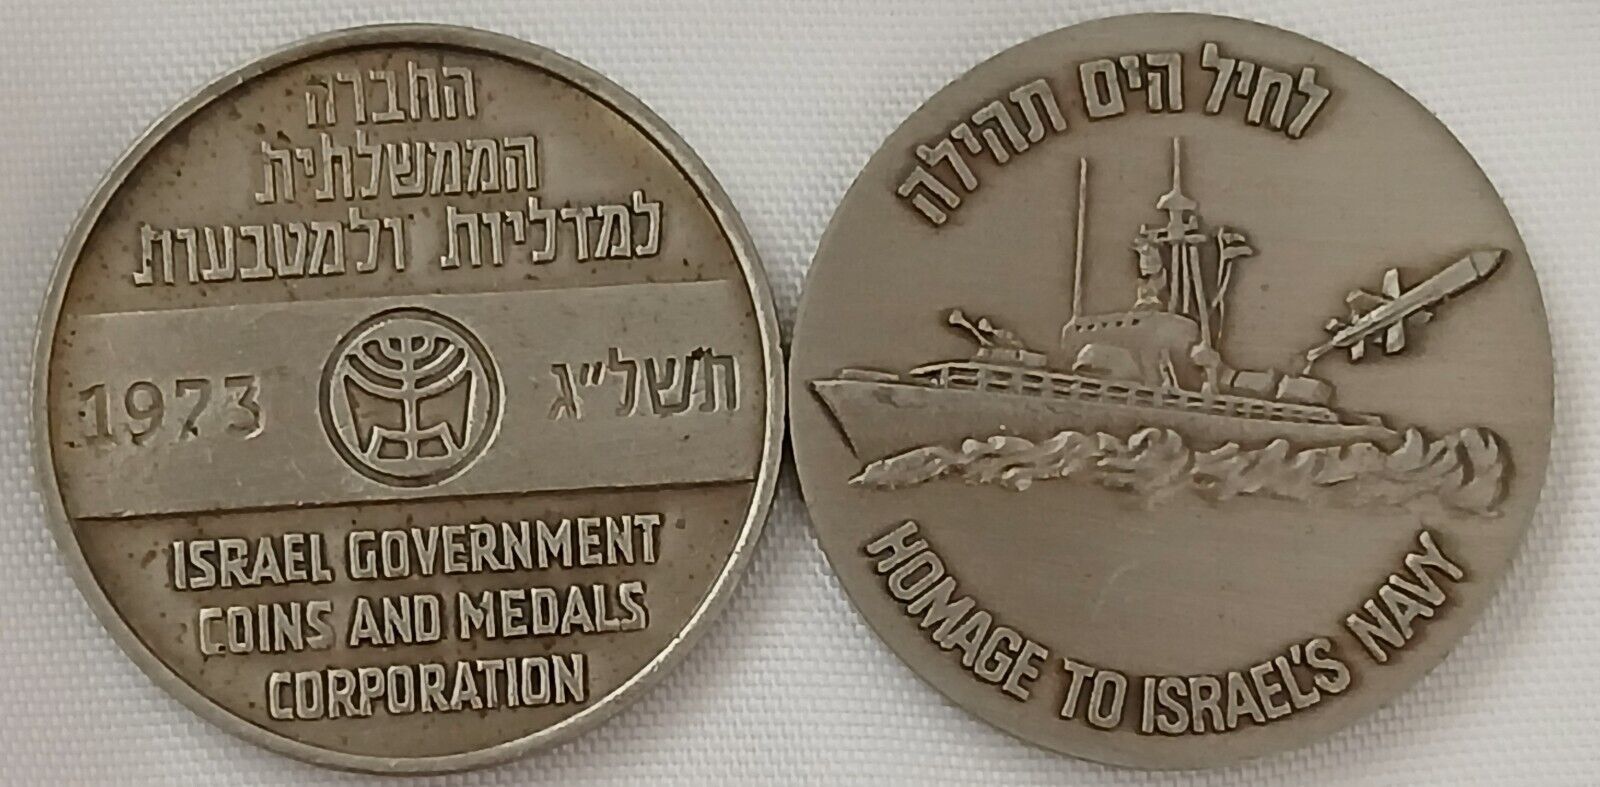 החברה
הממשלתית
למדליות ולמטבעות
1973 תשל"ג
ISRAEL GOVERNMENT
COINS AND MEDALS
CORPORATION
לחיל הים תהילה
HOMAGE TO ISRAEL'S NAVY